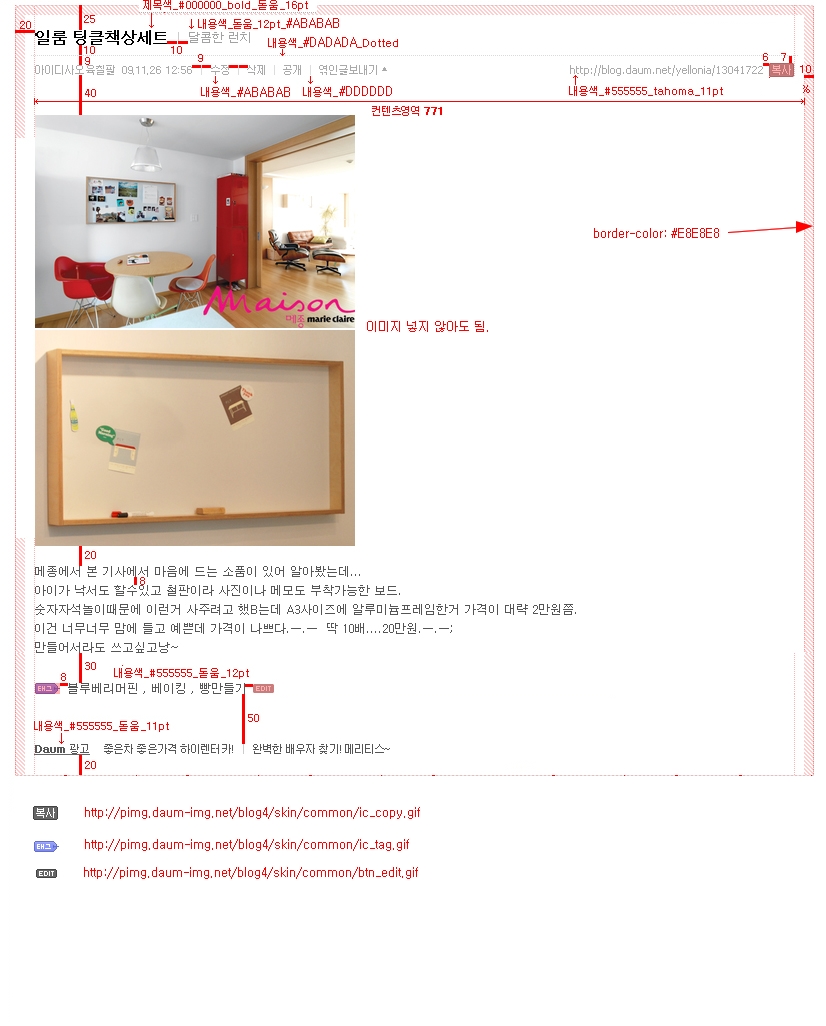 제목색_#000000_bold_돋움_16pt
25
20
↓내용색_돋움_12pt_#ABABAB
일룸 팅클책상세트
달콤한 런치
10
10
내용색_#DADADA_Dotted
9
9
6
7
10
%
아이디사오육칠팔 09,11,26 12:56 | 수정 | 삭제 | 공개 | 엮인글보내기
http://blog.daum.net/yellonia/13041722 복사
40
내용색_#ABABAB
내용색_#DDDDDD
내용색_#555555_tahoma_11pt
컨텐츠영역 771
border-color: #E8E8E8
Maison
메종 marie claire
이미지 넣지 않아도 됨.
20
메종에서 본 기사에서 마음에 드는 소품이 있어 알아봤는데...
8
아이가 낙서도 할수있고 철판이라 사진이나 메모도 부착가능한 보드.
숫자자석놀이때문에 이런거 사주려고 했B는데 A3사이즈에 알루미늄프레임한거 가격이 대략 2만원쯤.
이건 너무너무 맘에 들고 예쁜데 가격이 나쁘다.ㅡ.ㅡ 딱 10배....20만원.ㅡ.ㅡ;
만들어서라도 쓰고싶고낭~
30
내용색_#555555_돋움_12pt
8
태그 블루베리머핀 , 베이킹 , 빵만들기 EDIT
50
내용색_#555555_돋움_11pt
Daum 광고 좋은차 좋은가격 하이렌터카! | 완벽한 배우자 찾기! 메리티스~
20
복사 http://pimg.daum-img.net/blog4/skin/common/ic_copy.gif
태그 http://pimg.daum-img.net/blog4/skin/common/ic_tag.gif
EDIT http://pimg.daum-img.net/blog4/skin/common/btn_edit.gif